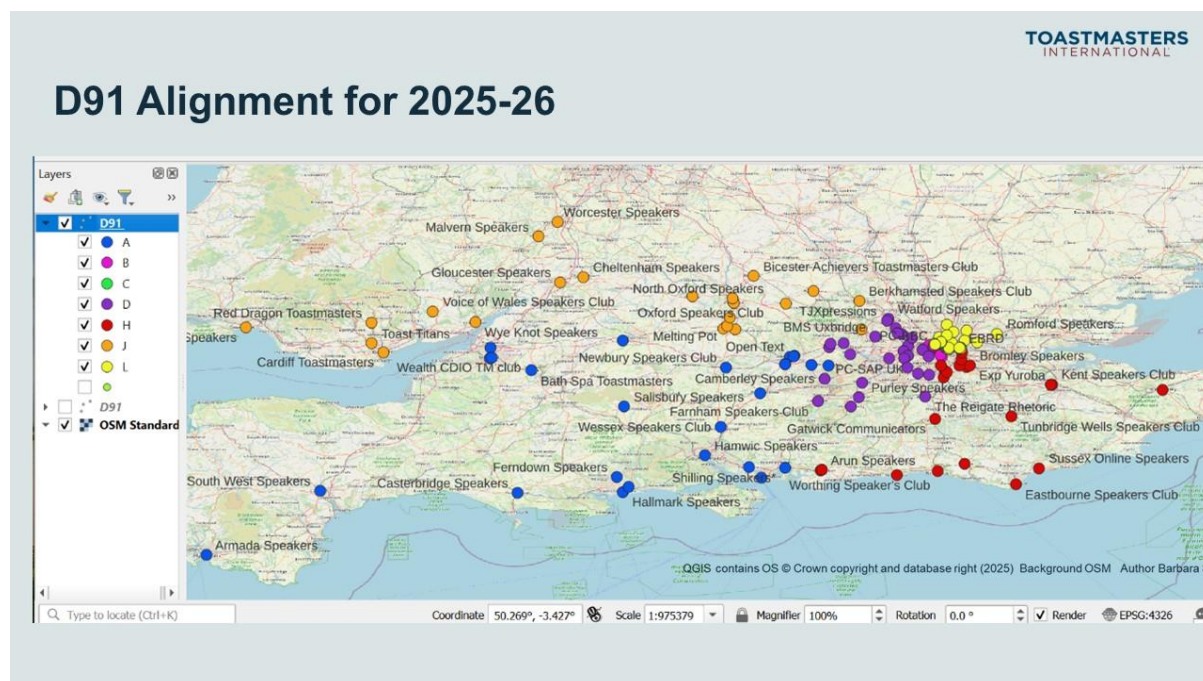 TOASTMASTERS
INTERNATIONAL
D91 Alignment for 2025-26
Layers
D91
A
B
C
D
H
J
L
D91
OSM Standard
Worcester Speakers
Malvern Speakers
Gloucester Speakers
Cheltenham Speakers
Bicester Achievers Toastmasters Club
North Oxford Speakers
Berkhamsted Speakers Club
Voice of Wales Speakers Club
Red Dragon Toastmasters
Oxford Speakers Club
TJXpressions
Watford Speakers
Romford Speakers
Speakers
Toast Titans
Wye Knot Speakers
Melting Pot
BMS Uxbridge
EBRD
Open Text
Cardiff Toastmasters
Wealth CDIO TM club
Newbury Speakers Club
Bromley Speakers
PC-SAP UK
Bath Spa Toastmasters
Camberley Speakers
Exp Yoruba
Kent Speakers Club
Purley Speakers
Salisbury Speakers
Farnham Speakers Club
The Reigate Rhetoric
Wessex Speakers Club
Gatwick Communicators
Tunbridge Wells Speakers Club
Hamwic Speakers
Ferndown Speakers
Arun Speakers
Sussex Online Speakers
South West Speakers
Casterbridge Speakers
Shilling Speakers
Worthing Speaker's Club
Hallmark Speakers
Eastbourne Speakers Club
Armada Speakers
QGIS contains OS © Crown copyright and database right (2025) Background OSM Author Barbara
Type to locate (Ctrl+K)
Coordinate 50.269°, -3.427° Scale 1:975379 Magnifier 100% Rotation 0.0 ° Render EPSG:4326